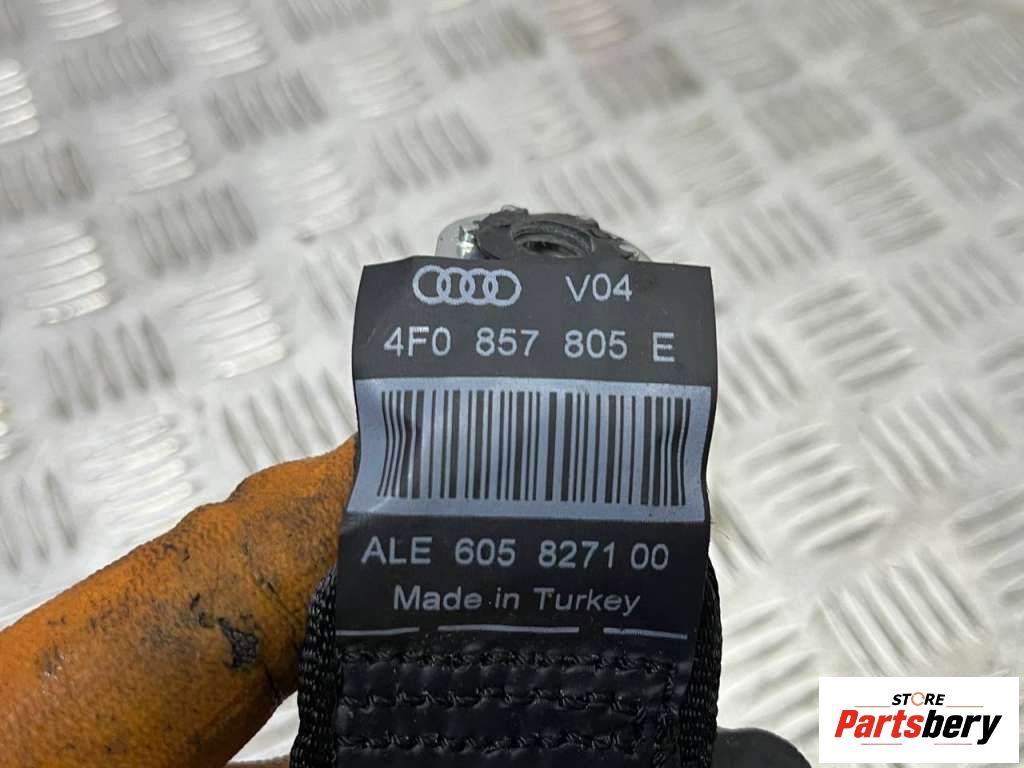 V04
4F0 857 805 E
ALE 605 8271 00
Made in Turkey
STORE
Partsbery